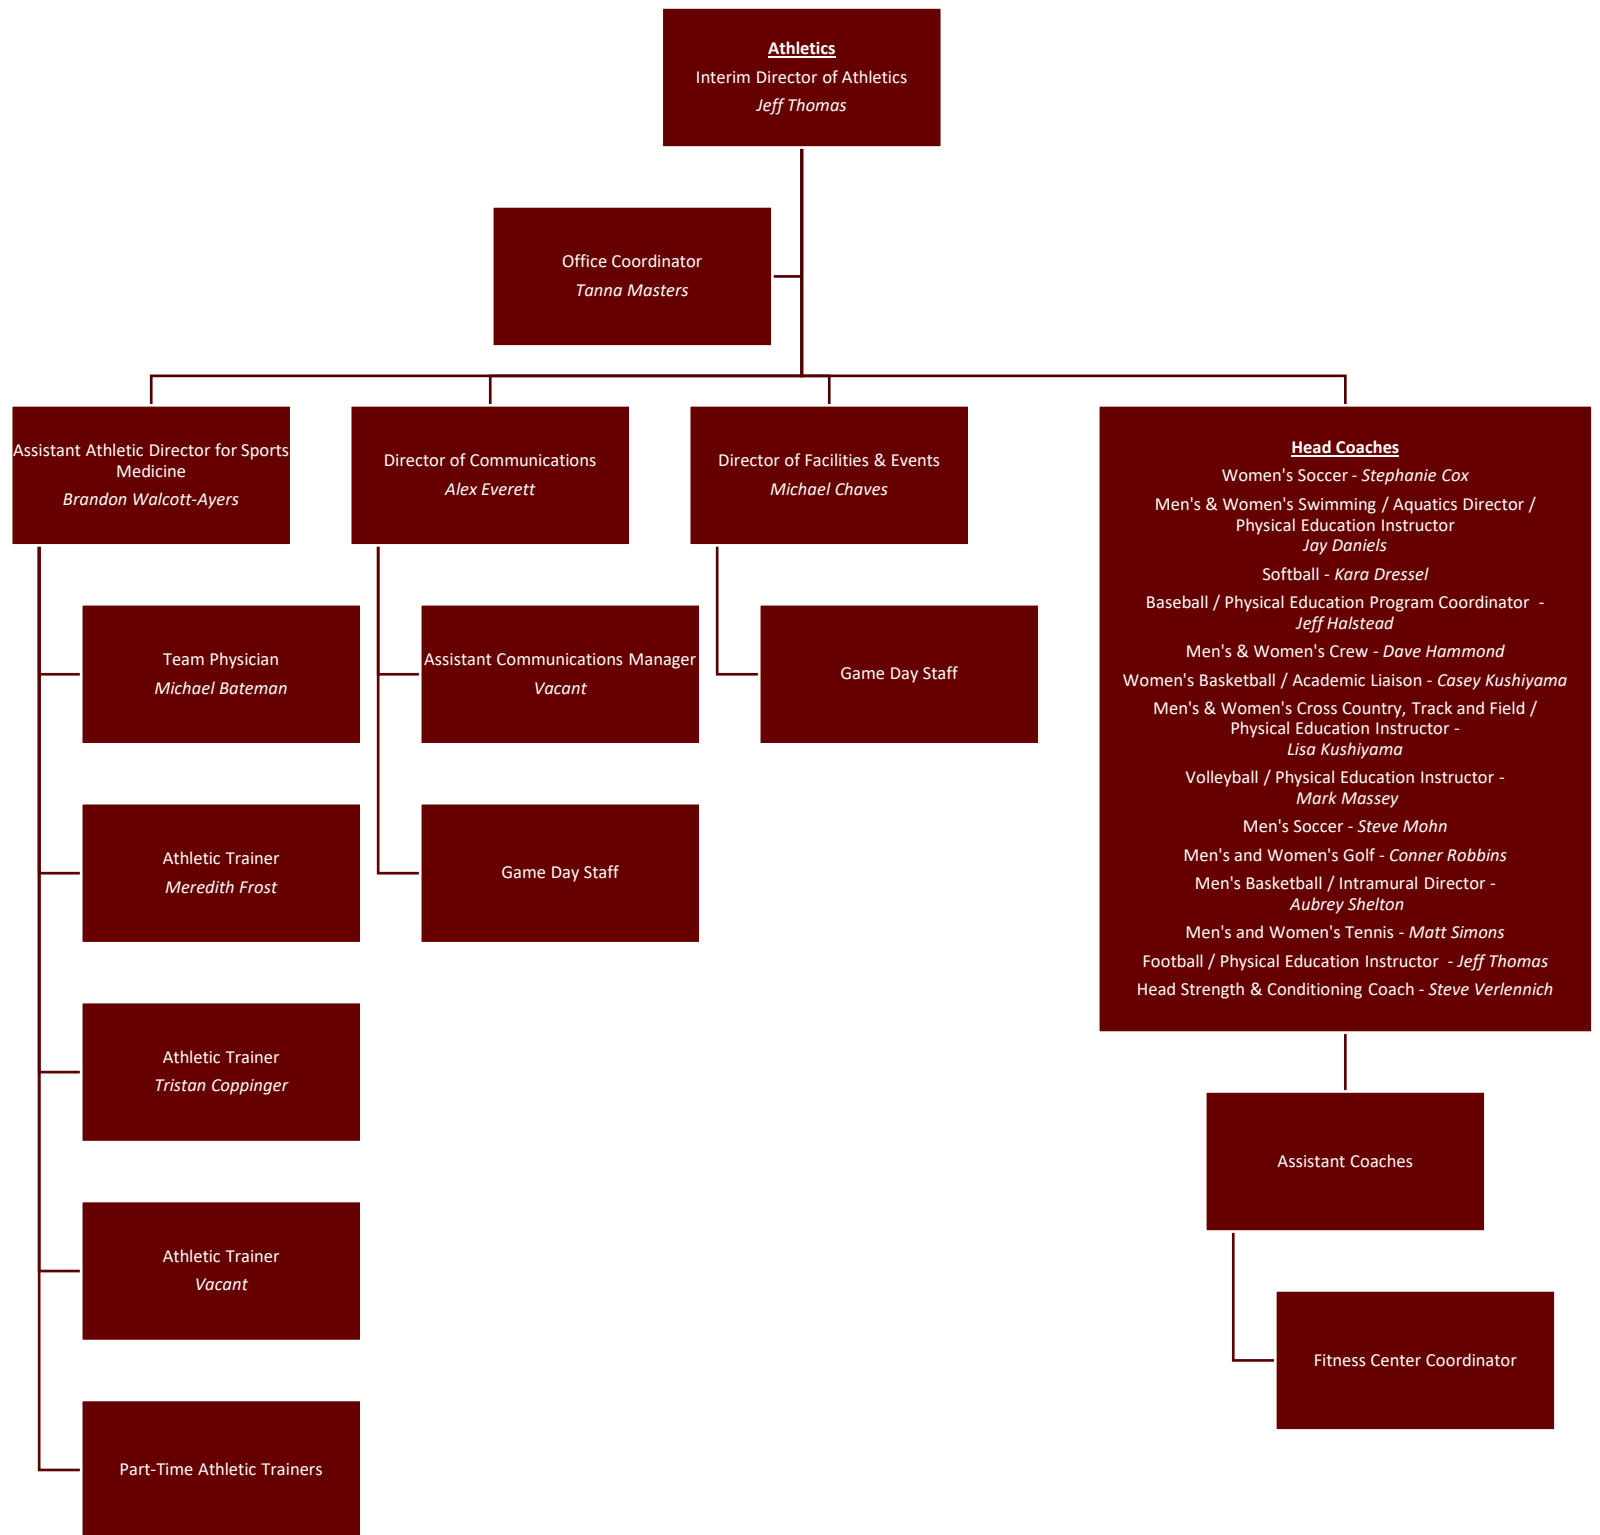 Athletics
Interim Director of Athletics
Jeff Thomas
Office Coordinator
Tanna Masters
Assistant Athletic Director for Sports
Medicine
Brandon Walcott-Ayers
Director of Communications
Alex Everett
Director of Facilities & Events
Michael Chaves
Head Coaches
Women's Soccer - Stephanie Cox
Men's & Women's Swimming / Aquatics Director /
Physical Education Instructor
Jay Daniels
Softball - Kara Dressel
Baseball / Physical Education Program Coordinator  -
Jeff Halstead
Men's & Women's Crew - Dave Hammond
Women's Basketball / Academic Liaison - Casey Kushiyama
Men's & Women's Cross Country, Track and Field /
Physical Education Instructor -
Lisa Kushiyama
Volleyball / Physical Education Instructor -
Mark Massey
Men's Soccer - Steve Mohn
Men's and Women's Golf - Conner Robbins
Men's Basketball / Intramural Director -
Aubrey Shelton
Men's and Women's Tennis - Matt Simons
Football / Physical Education Instructor  - Jeff Thomas
Head Strength & Conditioning Coach - Steve Verlennich
Team Physician
Michael Bateman
Assistant Communications Manager
Vacant
Game Day Staff
Athletic Trainer
Meredith Frost
Game Day Staff
Athletic Trainer
Tristan Coppinger
Assistant Coaches
Athletic Trainer
Vacant
Fitness Center Coordinator
Part-Time Athletic Trainers